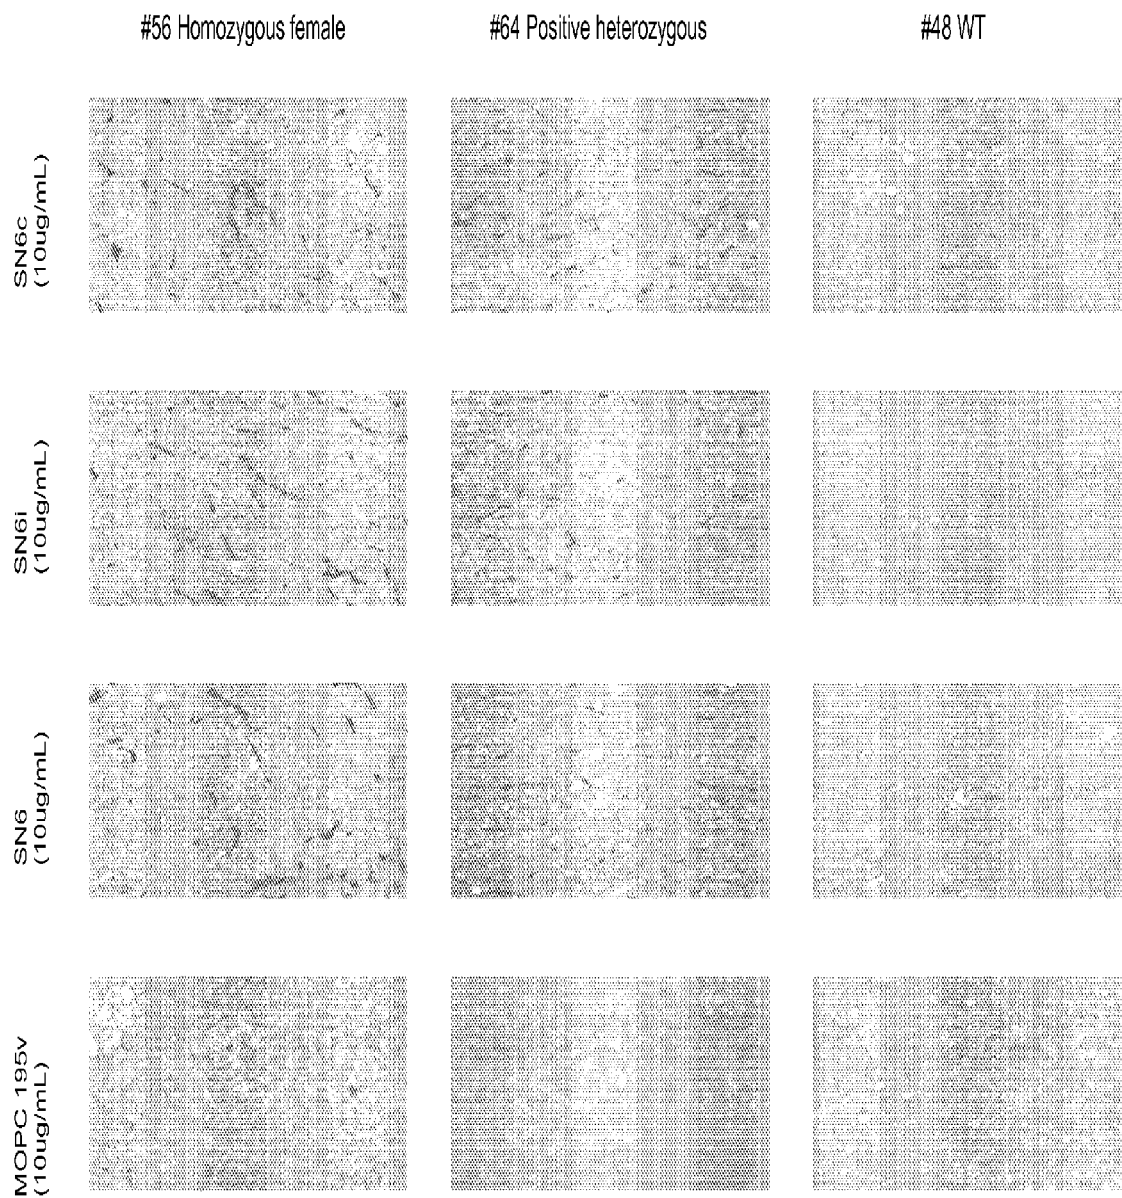 #56 Homozygous female
#64 Positive heterozygous
#48 WT
SN6c
(10ug/mL)
SN6i
(10ug/mL)
SN6
(10ug/mL)
MOPC 195v
(10ug/mL)